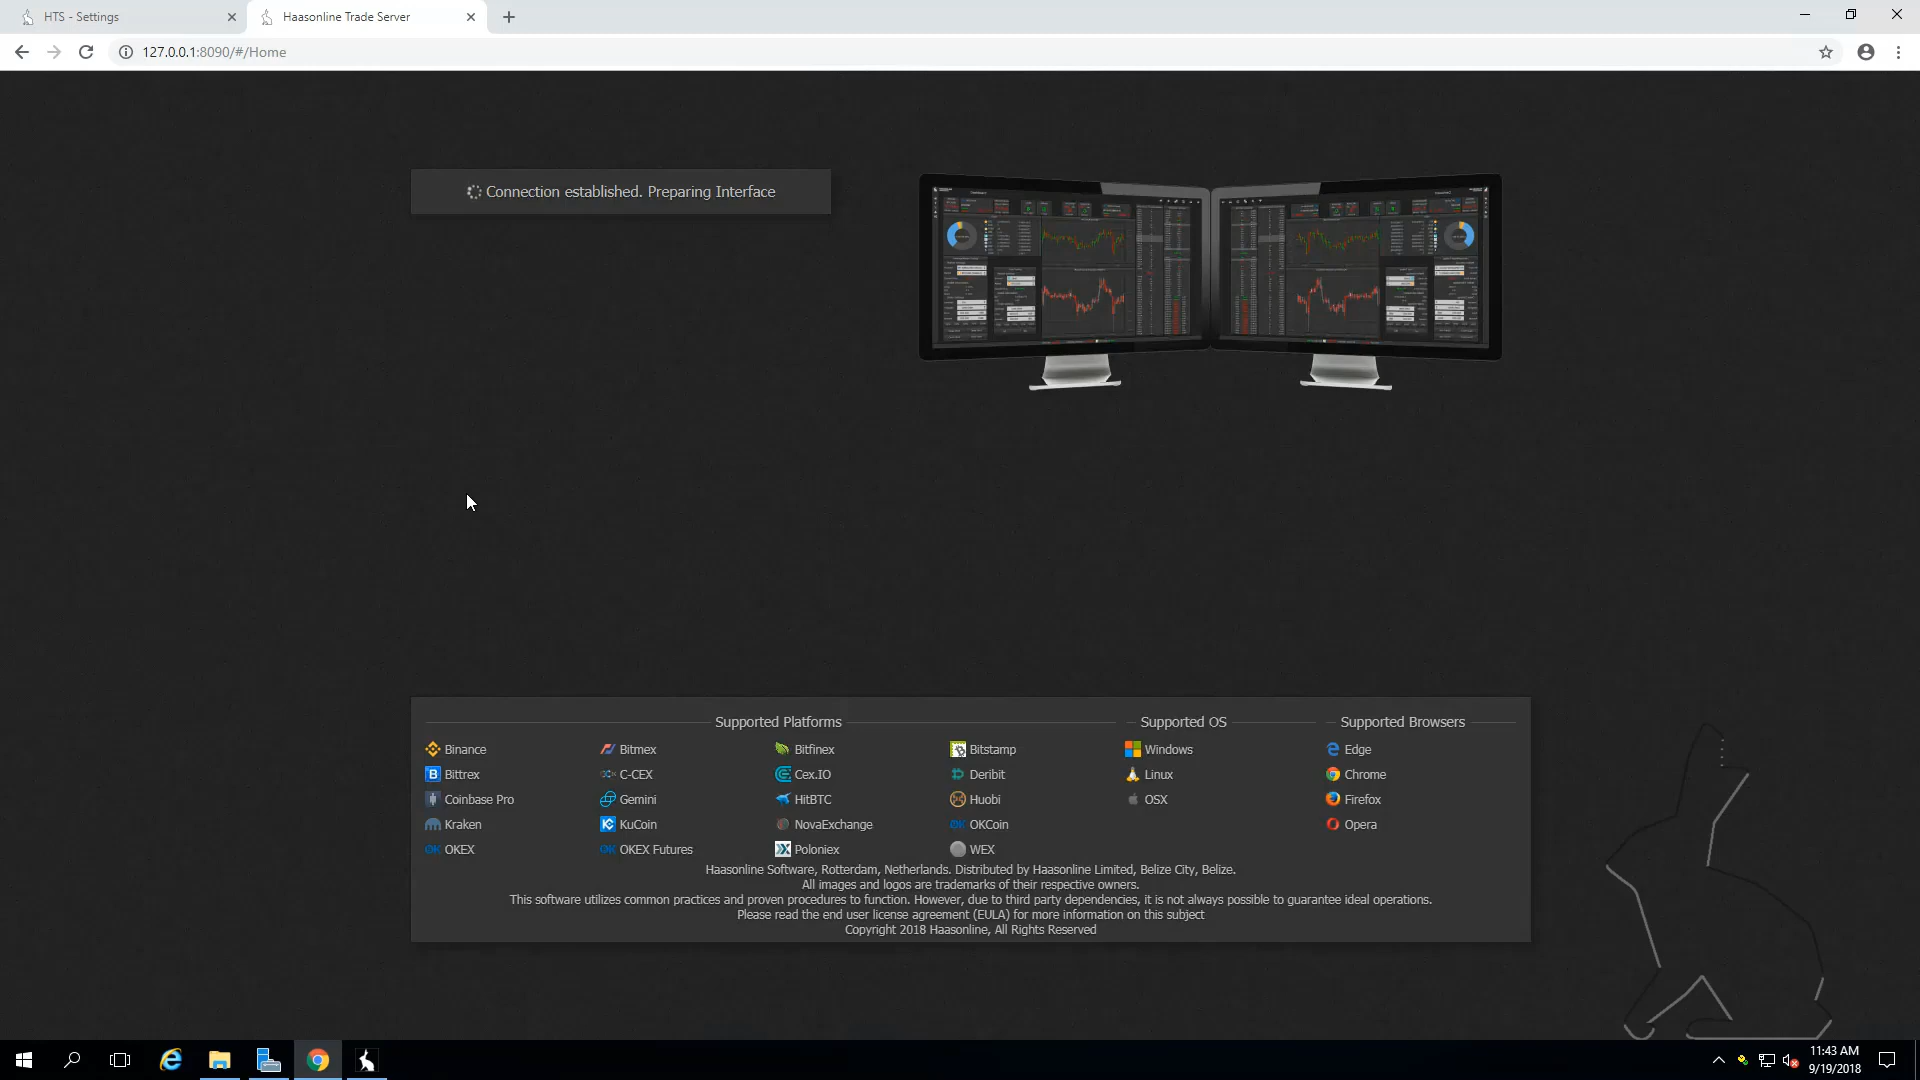 HTS - Settings
Haasonline Trade Server
127.0.0.1:8090/#/Home
Connection established. Preparing Interface
Supported Platforms Supported OS Supported Browsers
Binance Bitmex Bitfinex Bitstamp Windows Edge
Bittrex C-CEX Cex.IO Deribit Linux Chrome
Coinbase Pro Gemini HitBTC Huobi OSX Firefox
Kraken KuCoin NovaExchange OKCoin Opera
OKEX OKEX Futures Poloniex WEX
Haasonline Software, Rotterdam, Netherlands. Distributed by Haasonline Limited, Belize City, Belize.
All images and logos are trademarks of their respective owners.
This software utilizes common practices and proven procedures to function. However, due to third party dependencies, it is not always possible to guarantee ideal operations.
Please read the end user license agreement (EULA) for more information on this subject
Copyright 2018 Haasonline, All Rights Reserved
11:43 AM
9/19/2018